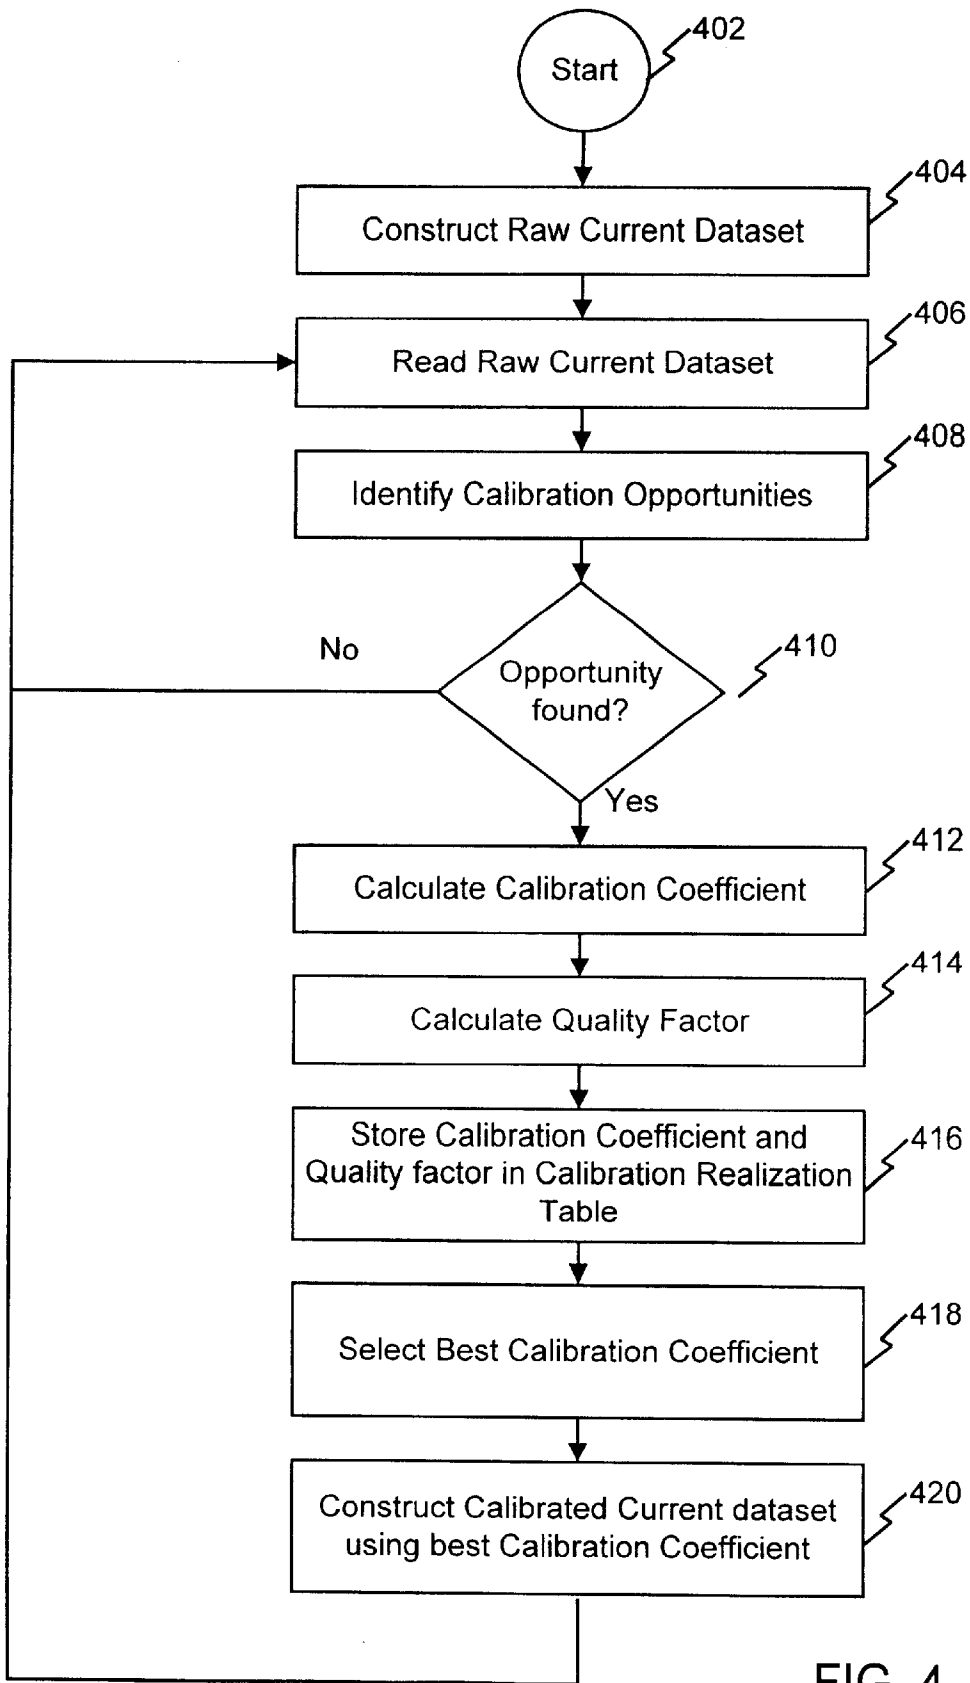 402
Start
404
Construct Raw Current Dataset
406
Read Raw Current Dataset
408
Identify Calibration Opportunities
No
410
Opportunity
found?
Yes
412
Calculate Calibration Coefficient
414
Calculate Quality Factor
416
Store Calibration Coefficient and
Quality factor in Calibration Realization
Table
418
Select Best Calibration Coefficient
420
Construct Calibrated Current dataset
using best Calibration Coefficient
FIG. 4